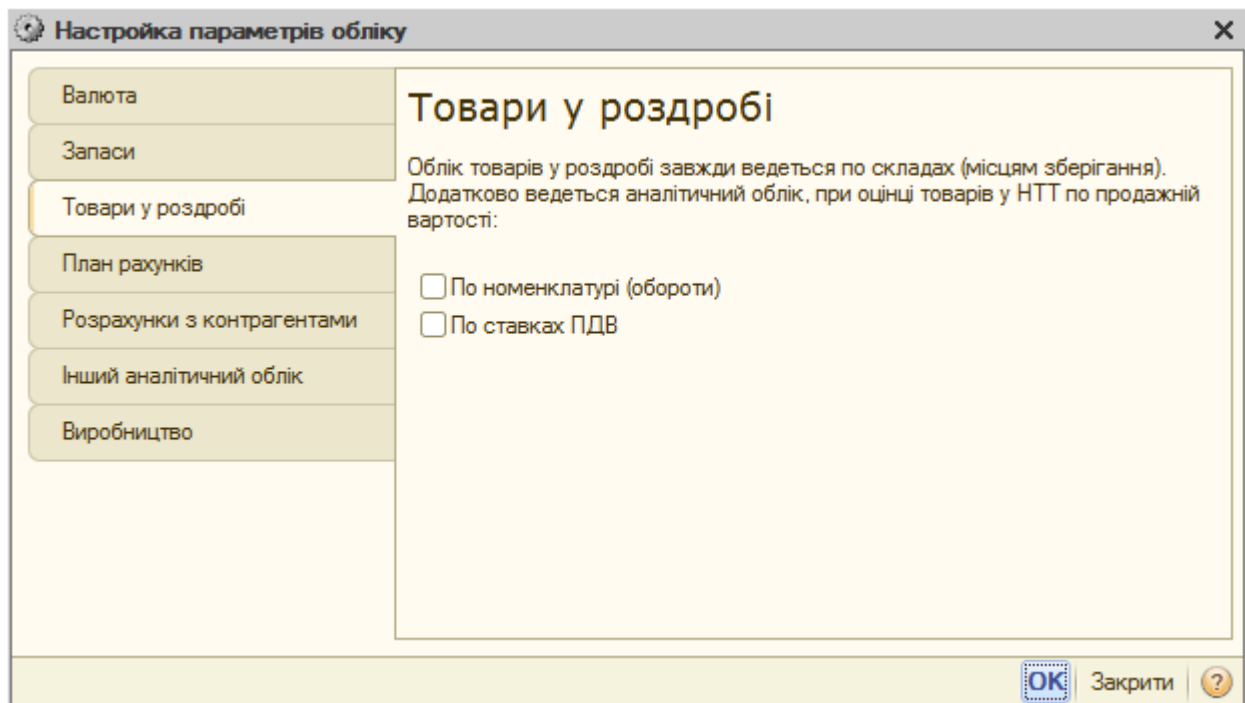 Настройка параметрів обліку
Валюта
Запаси
Товари у роздробі
План рахунків
Розрахунки з контрагентами
Інший аналітичний облік
Виробництво
Товари у роздробі
Облік товарів у роздробі завжди ведеться по складах (місцям зберігання).
Додатково ведеться аналітичний облік, при оцінці товарів у НТТ по продажній
вартості:
По номенклатурі (обороти)
По ставках ПДВ
OK
Закрити
?